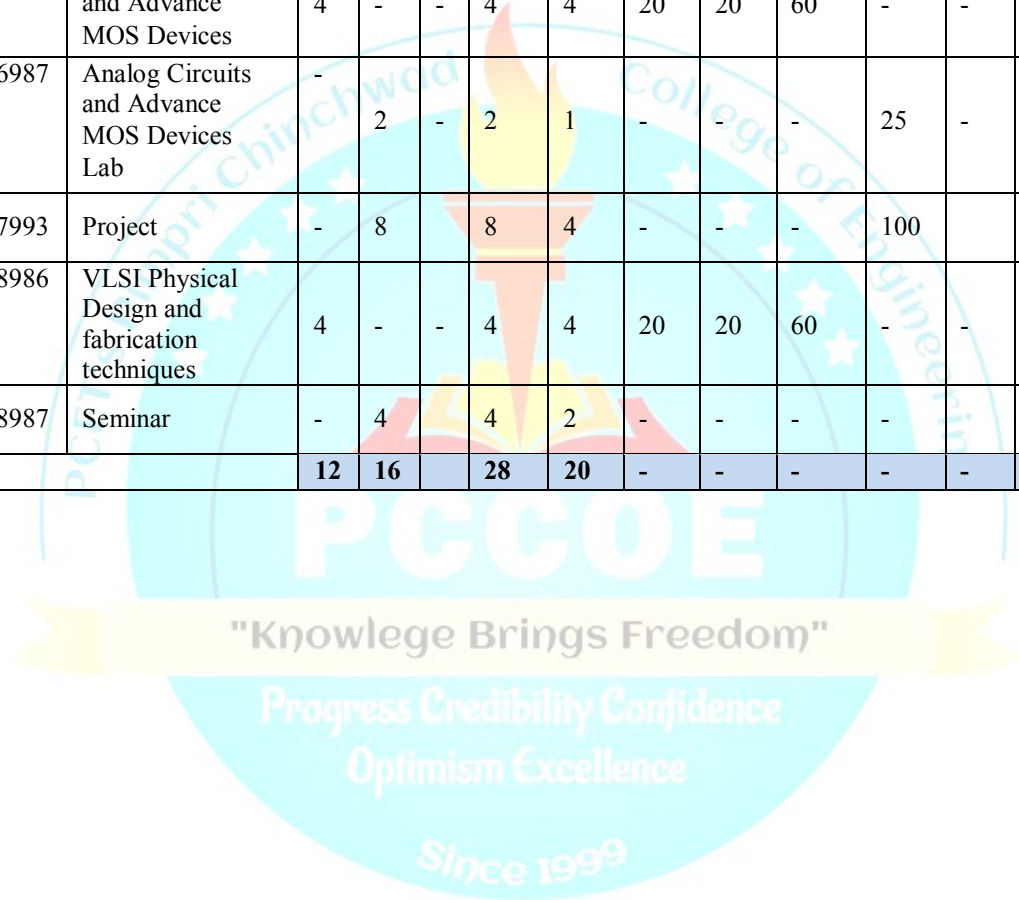 and Advance 4 - - 4 4 20 20 60 - -
MOS Devices
6987 Analog Circuits -
and Advance
MOS Devices 2 - 2 1 - - - 25 -
Lab
7993 Project - 8 8 4 - - - 100
8986 VLSI Physical
Design and
fabrication 4 - - 4 4 20 20 60 - -
techniques
8987 Seminar - 4 4 2 - - - -
12 16 28 20 - - - - -
Pimpri Chinchwad College of Engineerin
PCCOE
"Knowlege Brings Freedom"
Progress Credibility Confidence
Optimism Excellence
Since 1999